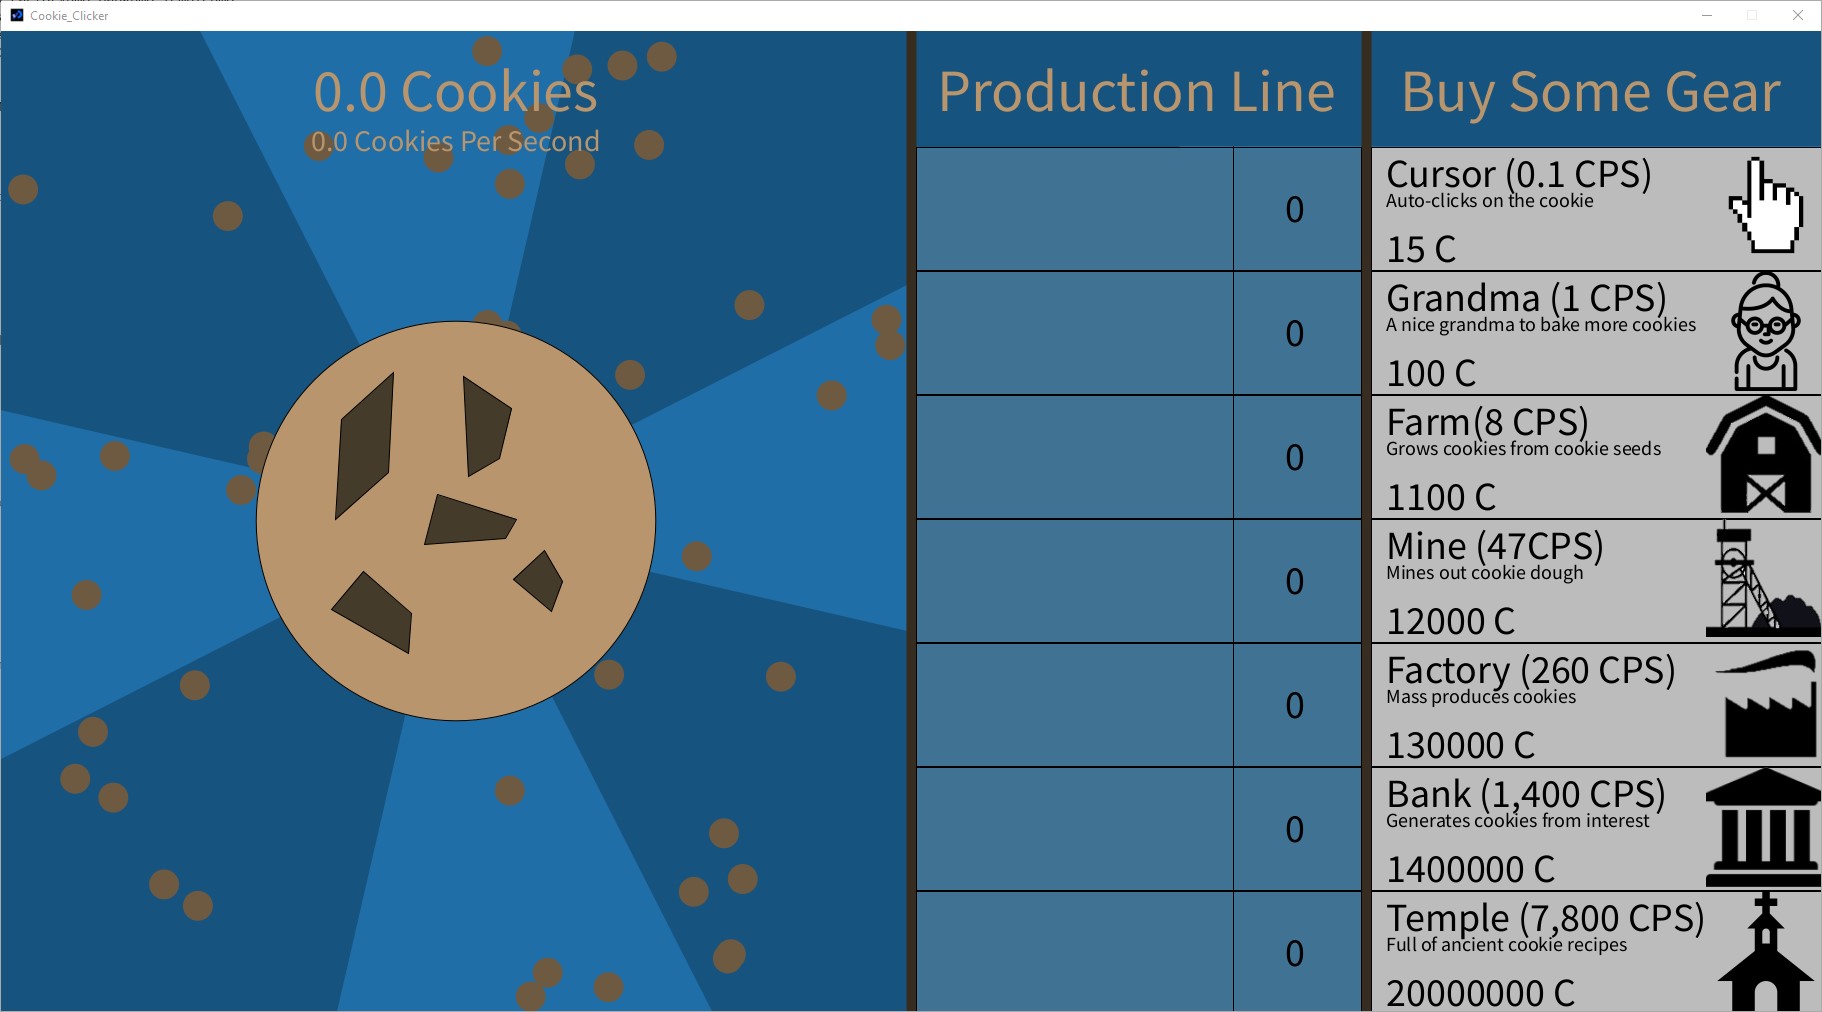 Cookie_Clicker
0.0 Cookies
0.0 Cookies Per Second
Production Line
0
0
0
0
0
0
0
Buy Some Gear
Cursor (0.1 CPS)
Auto-clicks on the cookie
15 C
Grandma (1 CPS)
A nice grandma to bake more cookies
100 C
Farm(8 CPS)
Grows cookies from cookie seeds
1100 C
Mine (47CPS)
Mines out cookie dough
12000 C
Factory (260 CPS)
Mass produces cookies
130000 C
Bank (1,400 CPS)
Generates cookies from interest
1400000 C
Temple (7,800 CPS)
Full of ancient cookie recipes
20000000 C